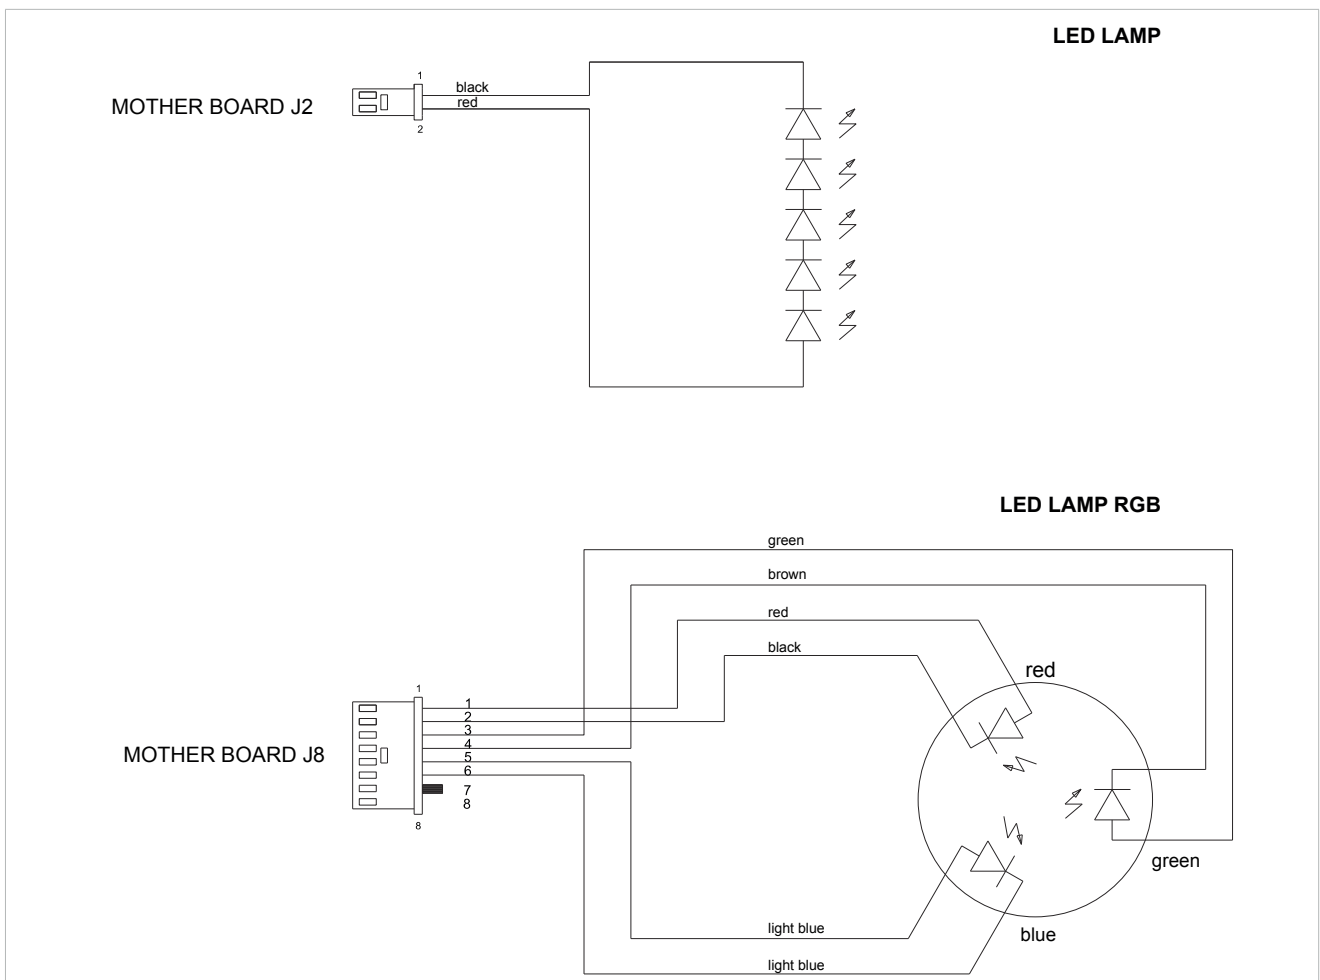 LED LAMP
1
black
MOTHER BOARD J2
red
2
LED LAMP RGB
green
brown
red
black
red
1
1
2
3
4
MOTHER BOARD J8
5
6
7
8
8
green
light blue
blue
light blue